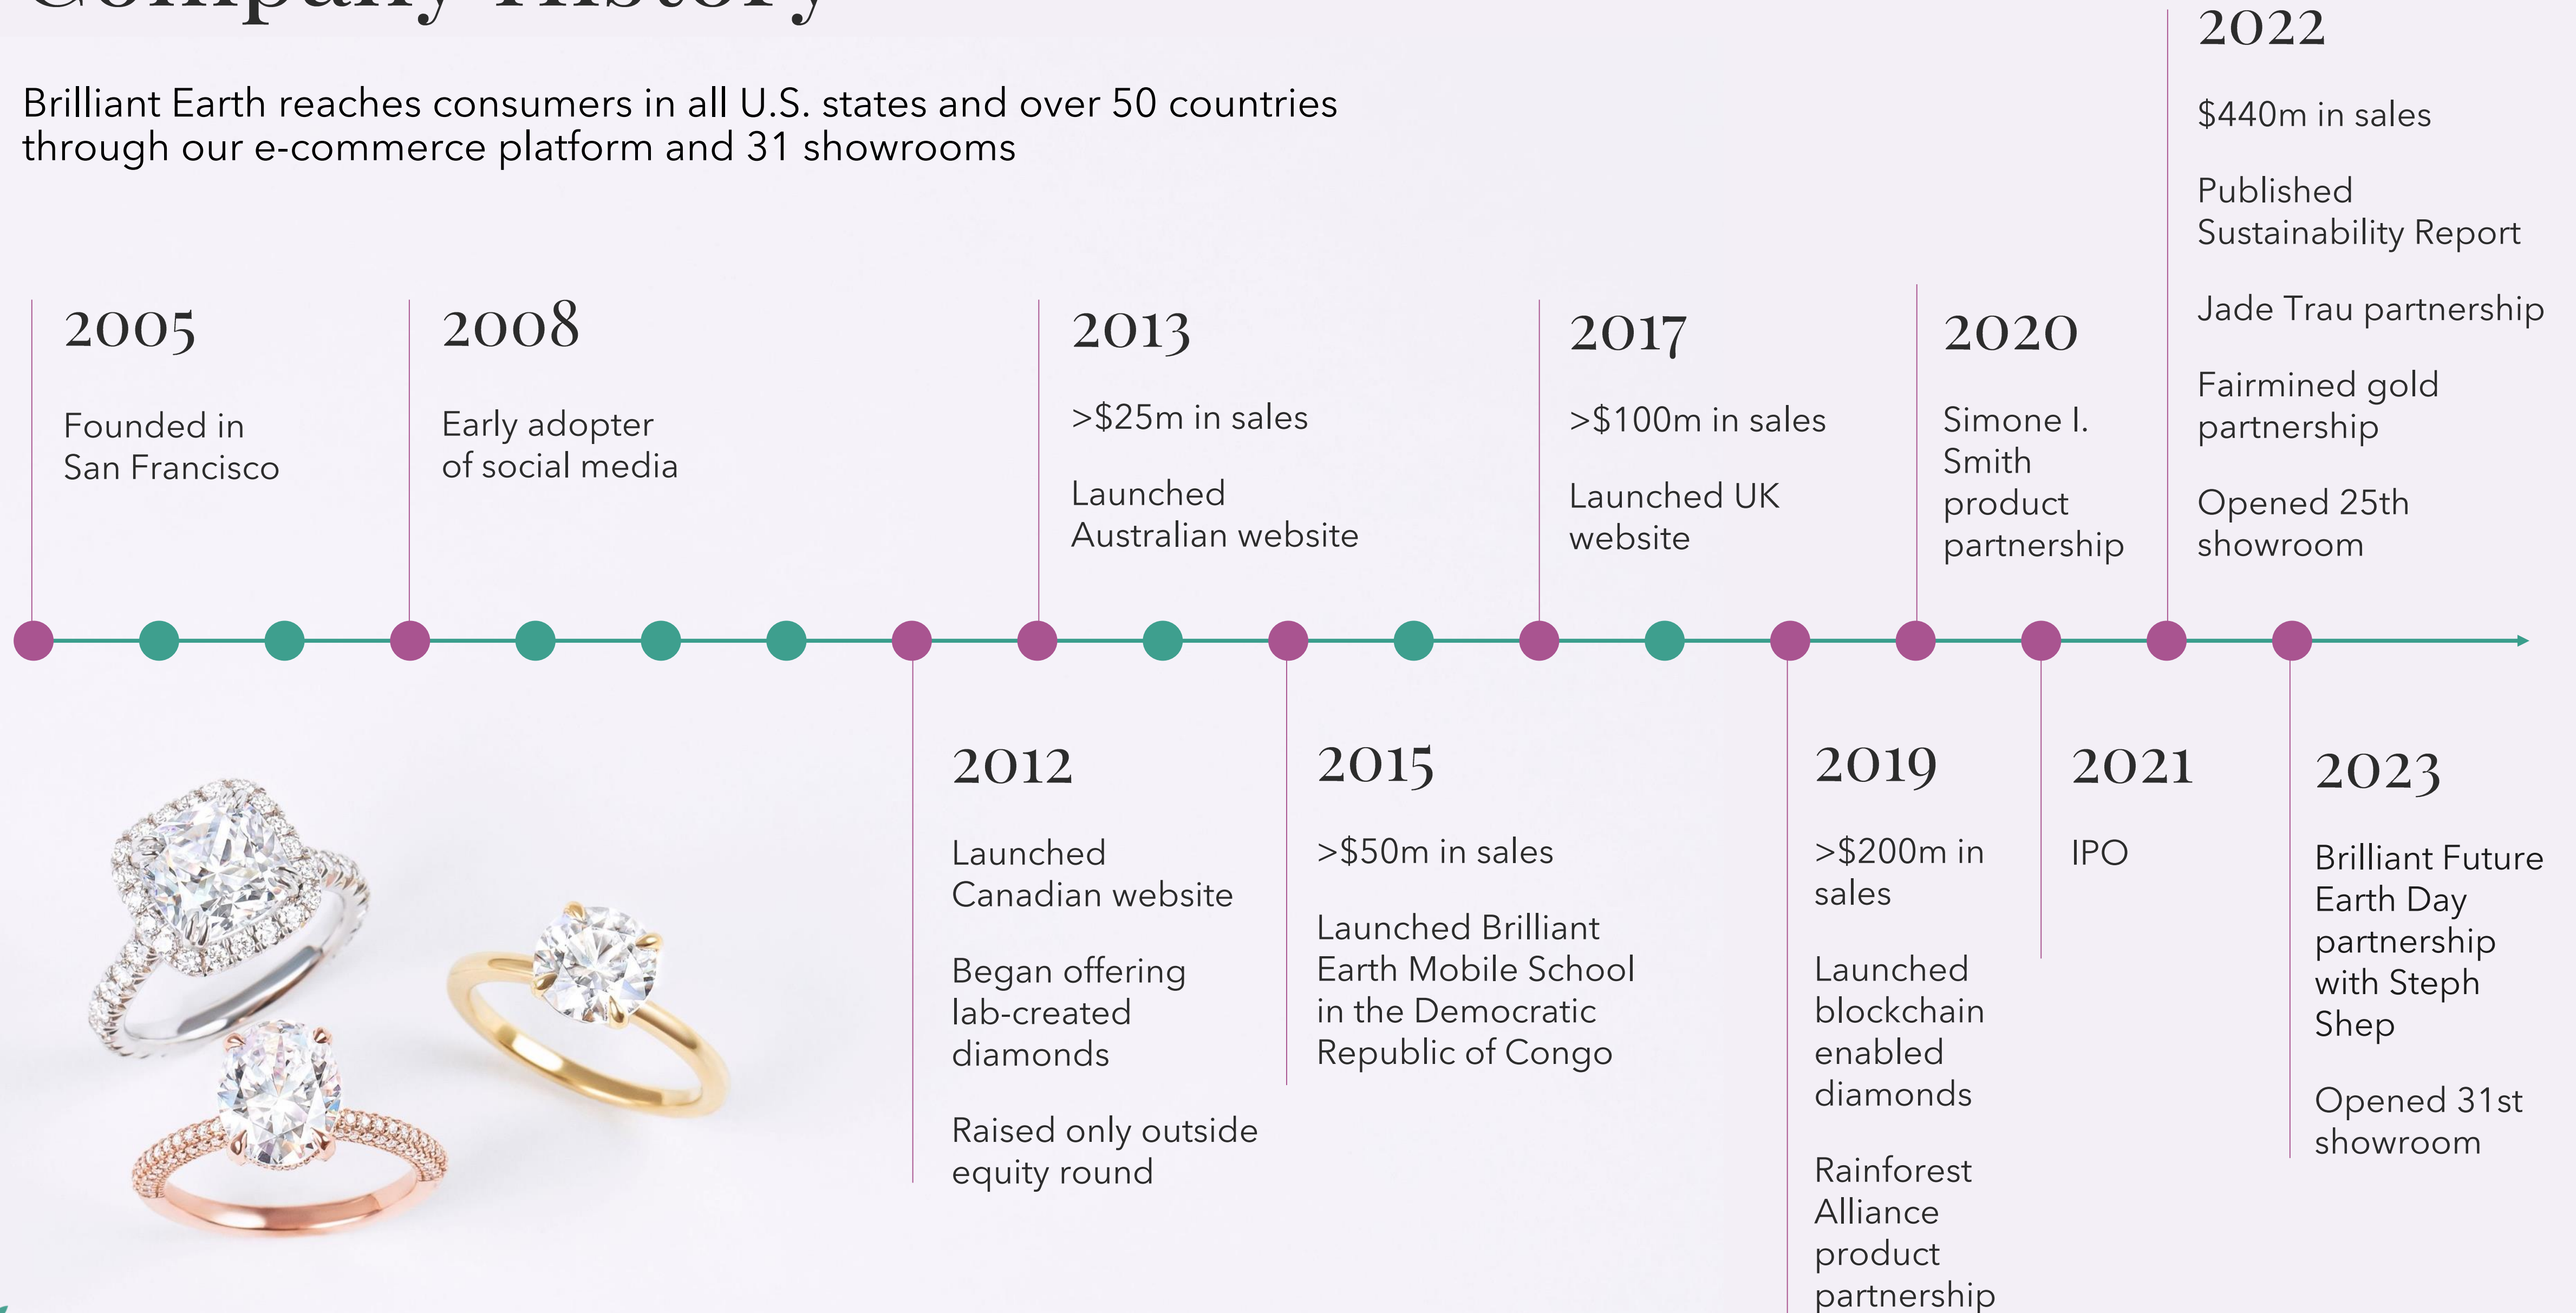 Company History
Brilliant Earth reaches consumers in all U.S. states and over 50 countries
through our e-commerce platform and 31 showrooms
2005
Founded in
San Francisco
2008
Early adopter
of social media
2012
Launched
Canadian website
Began offering
lab-created
diamonds
Raised only outside
equity round
2013
>$25m in sales
Launched
Australian website
2015
>$50m in sales
Launched Brilliant
Earth Mobile School
in the Democratic
Republic of Congo
2017
>$100m in sales
Launched UK
website
2019
>$200m in
sales
Launched
blockchain
enabled
diamonds
Rainforest
Alliance
product
partnership
2020
Simone I.
Smith
product
partnership
2021
IPO
2022
$440m in sales
Published
Sustainability Report
Jade Trau partnership
Fairmined gold
partnership
Opened 25th
showroom
2023
Brilliant Future
Earth Day
partnership
with Steph
Shep
Opened 31st
showroom